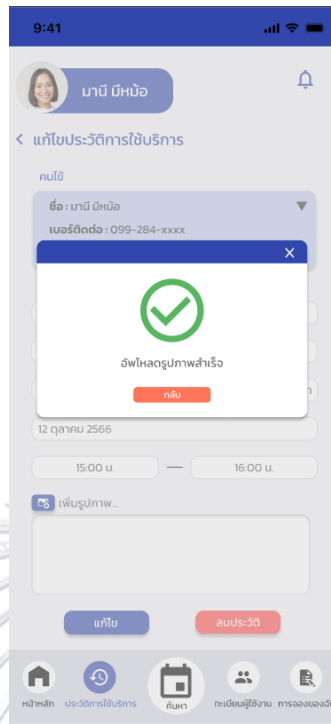 9:41
มานี มีหม้อ
แก้ไขประวัติการใช้บริการ
คนไข้
ชื่อ : มานี มีหม้อ
เบอร์ติดต่อ : 099-284-xxxx
X
อัพโหลดรูปภาพสำเร็จ
กลับ
12 ตุลาคม 2566
15:00 น. — 16:00 น.
เพิ่มรูปภาพ...
แก้ไข ลบประวัติ
หน้าหลัก ประวัติการใช้บริการ ค้นหา ทะเบียนผู้ใช้งาน การจองของฉัน